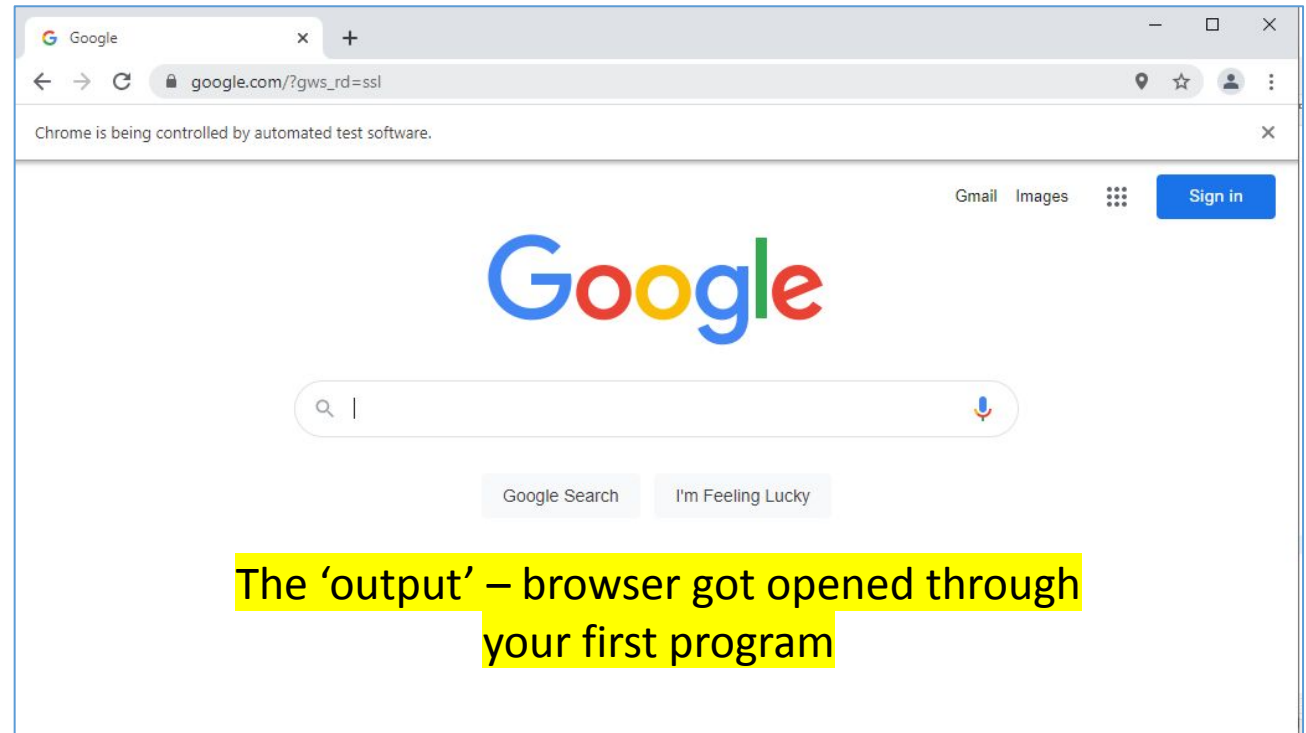 Google
google.com/?gws_rd=ssl
Chrome is being controlled by automated test software.
Gmail Images Sign in
Google
Google Search I'm Feeling Lucky
The ‘output’ – browser got opened through
your first program